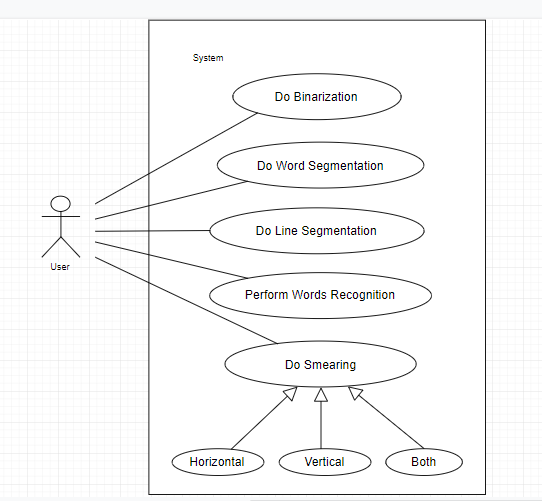 System
Do Binarization
Do Word Segmentation
Do Line Segmentation
User
Perform Words Recognition
Do Smearing
Horizontal
Vertical
Both